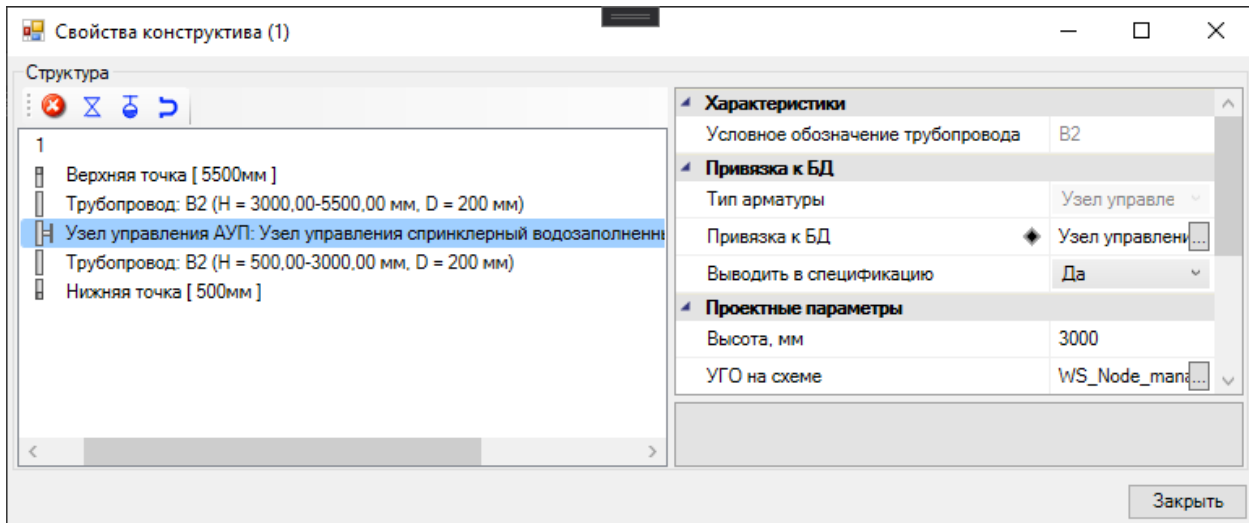 Свойства конструктива (1)
Структура
1
Верхняя точка [ 5500мм ]
Трубопровод: В2 (H = 3000,00-5500,00 мм, D = 200 мм)
Узел управления АУП: Узел управления спринклерный водозаполненны
Трубопровод: В2 (H = 500,00-3000,00 мм, D = 200 мм)
Нижняя точка [ 500мм ]
Характеристики
Условное обозначение трубопровода В2
Привязка к БД
Тип арматуры Узел управле
Привязка к БД Узел управлени ...
Выводить в спецификацию Да
Проектные параметры
Высота, мм 3000
УГО на схеме WS_Node_mana ...
Закрыть